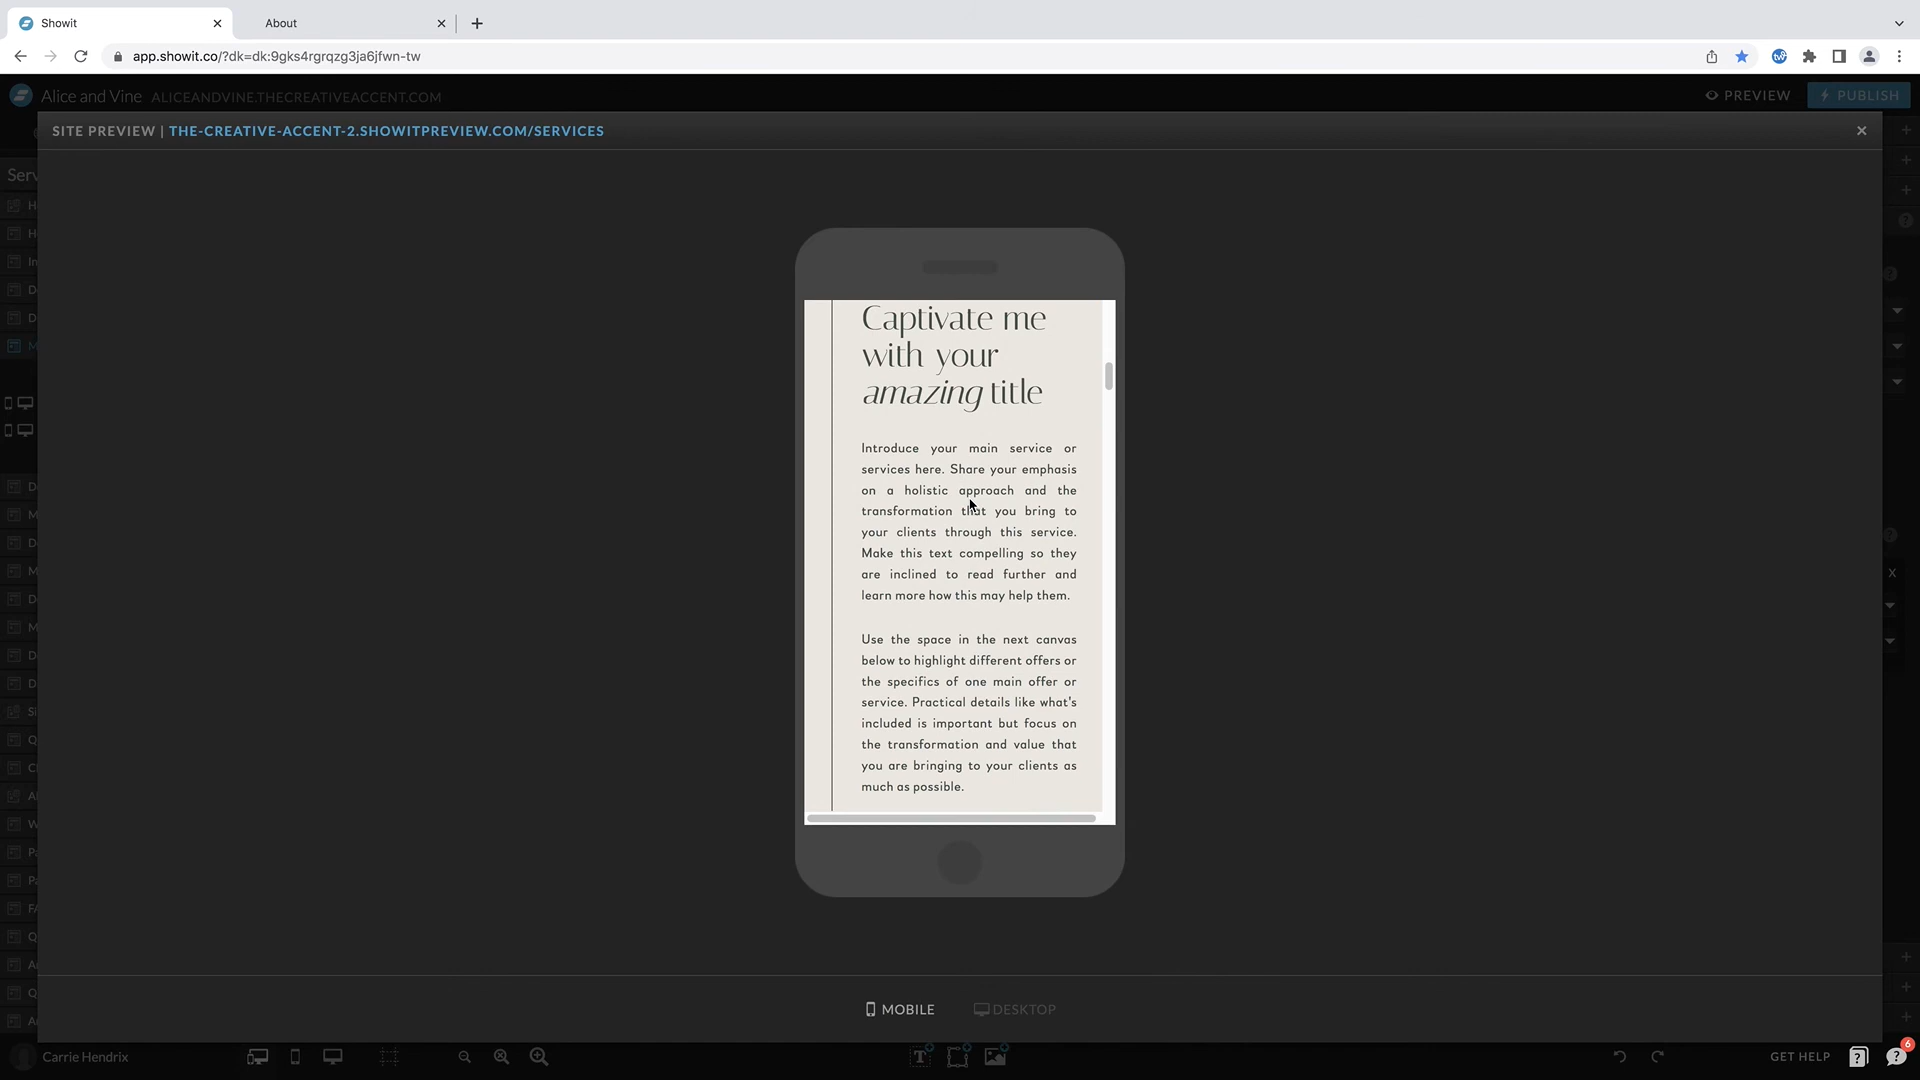 Showit
About
app.showit.co/?dk=dk:9gks4rgrqzg3ja6jfwn-tw
Alice and Vine ALICEANDVINE.THECREATIVEACCENT.COM
PREVIEW
PUBLISH
SITE PREVIEW | THE-CREATIVE-ACCENT-2.SHOWITPREVIEW.COM/SERVICES
Captivate me
with your
amazing title
Introduce your main service or
services here. Share your emphasis
on a holistic approach and the
transformation that you bring to
your clients through this service.
Make this text compelling so they
are inclined to read further and
learn more how this may help them.
Use the space in the next canvas
below to highlight different offers or
the specifics of one main offer or
service. Practical details like what's
included is important but focus on
the transformation and value that
you are bringing to your clients as
much as possible.
MOBILE
DESKTOP
Carrie Hendrix
GET HELP
6